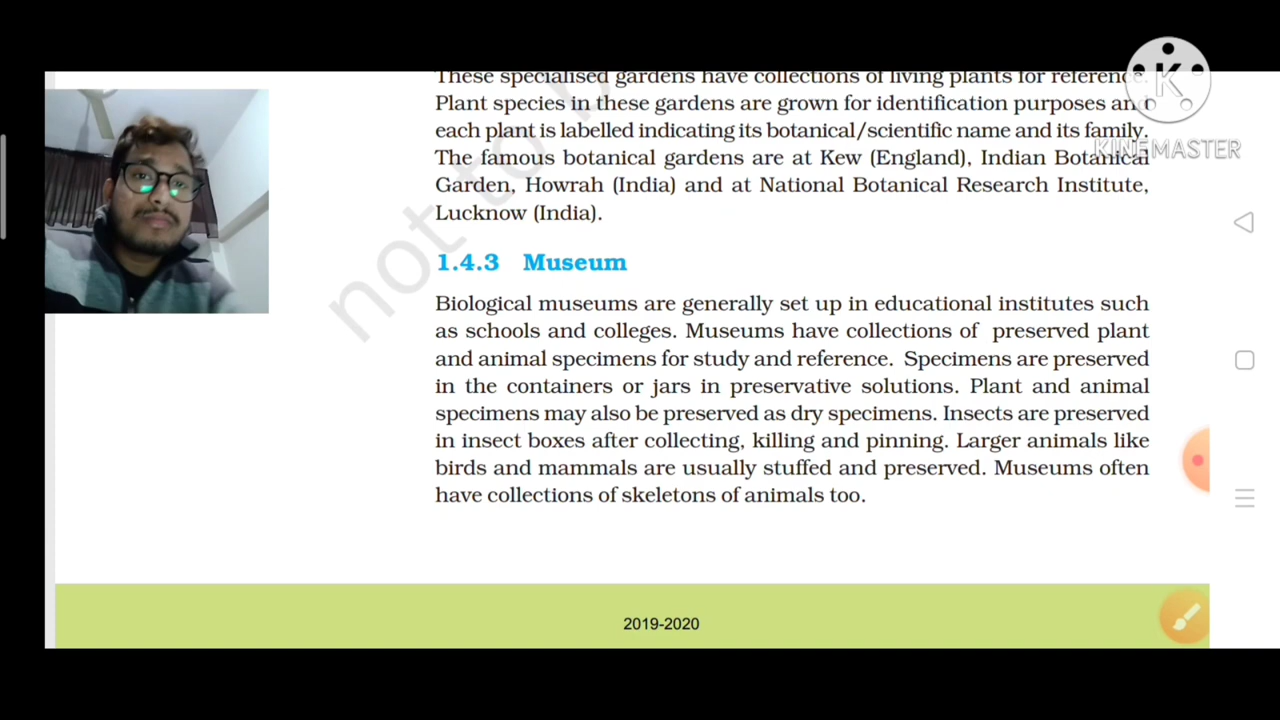 These specialised gardens have collections of living plants for reference.
Plant species in these gardens are grown for identification purposes and
each plant is labelled indicating its botanical/scientific name and its family.
The famous botanical gardens are at Kew (England), Indian Botanical
Garden, Howrah (India) and at National Botanical Research Institute,
Lucknow (India).
K
KINEMASTER
1.4.3 Museum
not to b
Biological museums are generally set up in educational institutes such
as schools and colleges. Museums have collections of preserved plant
and animal specimens for study and reference. Specimens are preserved
in the containers or jars in preservative solutions. Plant and animal
specimens may also be preserved as dry specimens. Insects are preserved
in insect boxes after collecting, killing and pinning. Larger animals like
birds and mammals are usually stuffed and preserved. Museums often
have collections of skeletons of animals too.
2019-2020